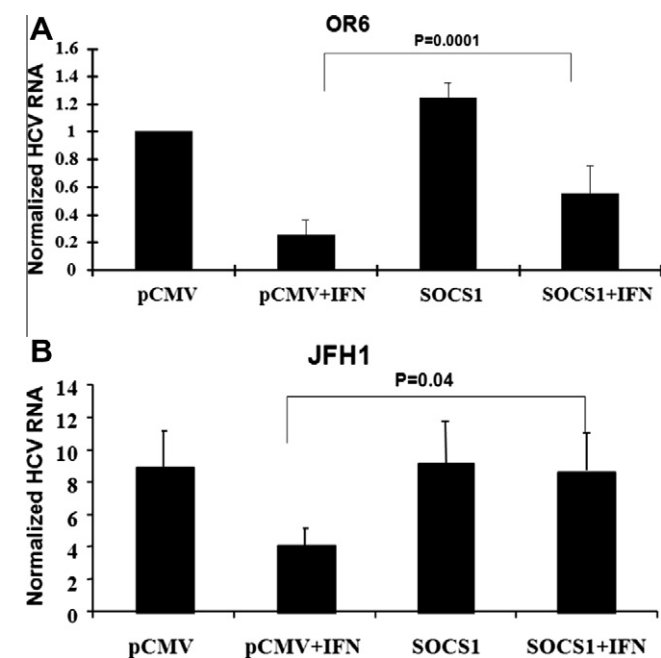 A
OR6
P=0.0001
Normalized HCV RNA
1.6
1.4
1.2
1
0.8
0.6
0.4
0.2
0
pCMV pCMV+IFN SOCS1 SOCS1+IFN
B
JFH1
P=0.04
Normalized HCV RNA
14
12
10
8
6
4
2
0
pCMV pCMV+IFN SOCS1 SOCS1+IFN